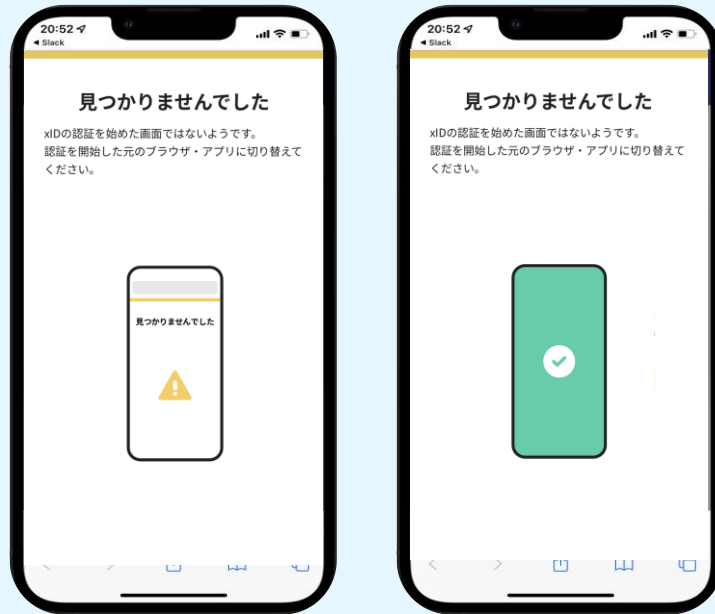 20:52
◀ Slack
見つかりませんでした
xIDの認証を始めた画面ではないようです。
認証を開始した元のブラウザ・アプリに切り替えて
ください。
見つかりませんでした
20:52
◀ Slack
見つかりませんでした
xIDの認証を始めた画面ではないようです。
認証を開始した元のブラウザ・アプリに切り替えて
ください。